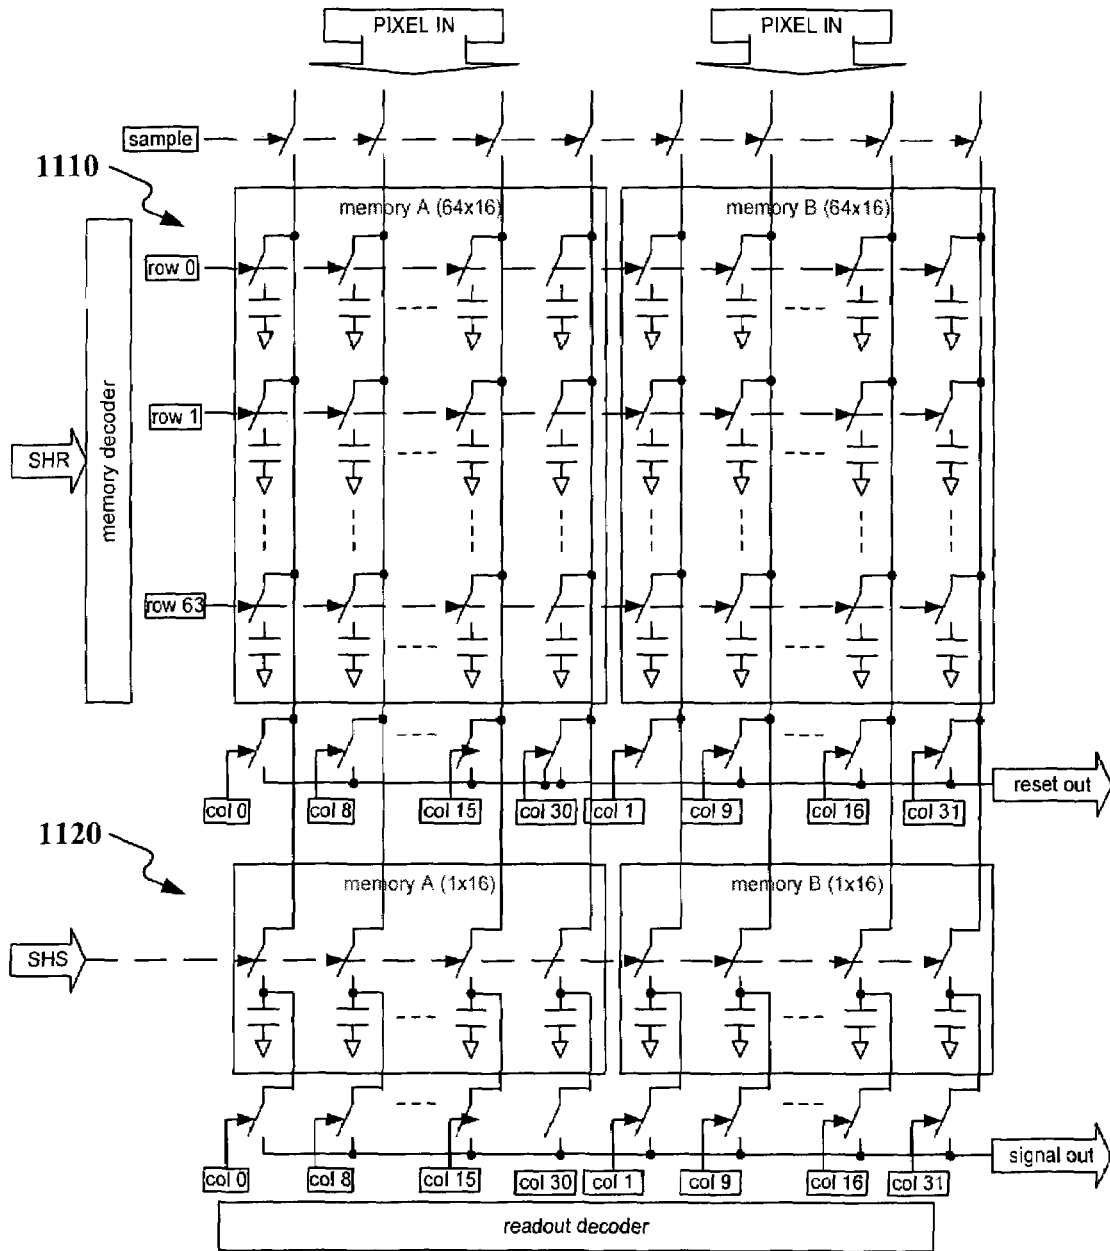 PIXEL IN PIXEL IN
sample
1110
memory A (64x16) memory B (64x16)
row 0
row 1
SHR
memory decoder
row 63
col 0 col 8 col 15 col 30 col 1 col 9 col 16 col 31
reset out
1120
memory A (1x16) memory B (1x16)
SHS
signal out
col 0 col 8 col 15 col 30 col 1 col 9 col 16 col 31
readout decoder